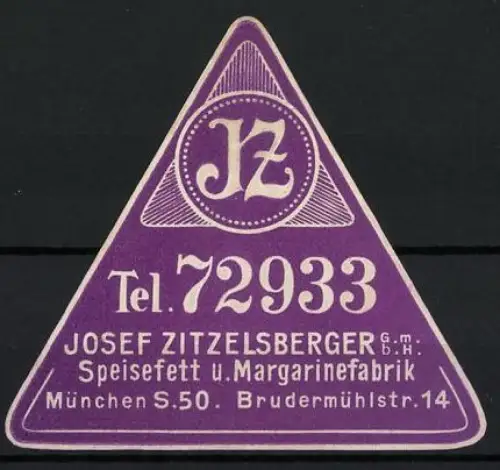 JZ
Tel. 72933
JOSEF ZITZELSBERGER G.m.b.H.
Speisefett u. Margarinefabrik
München S.50. Brudermühlstr. 14